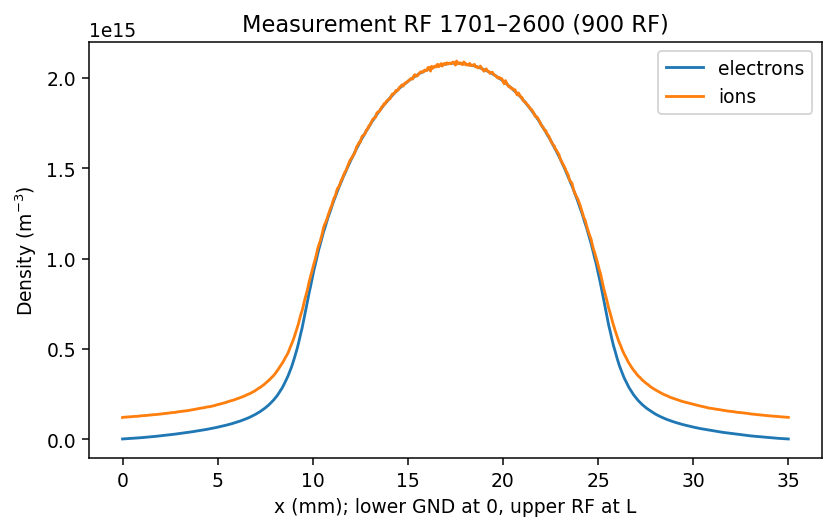 Measurement RF 1701–2600 (900 RF)
1e15
electrons
ions
Density (m⁻³)
2.0
1.5
1.0
0.5
0.0
0 5 10 15 20 25 30 35
x (mm); lower GND at 0, upper RF at L